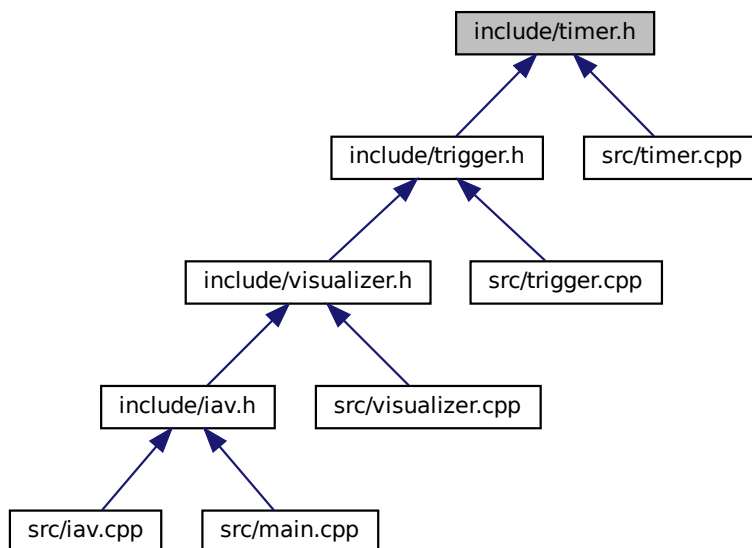 include/timer.h
include/trigger.h
src/timer.cpp
include/visualizer.h
src/trigger.cpp
include/iav.h
src/visualizer.cpp
src/iav.cpp
src/main.cpp